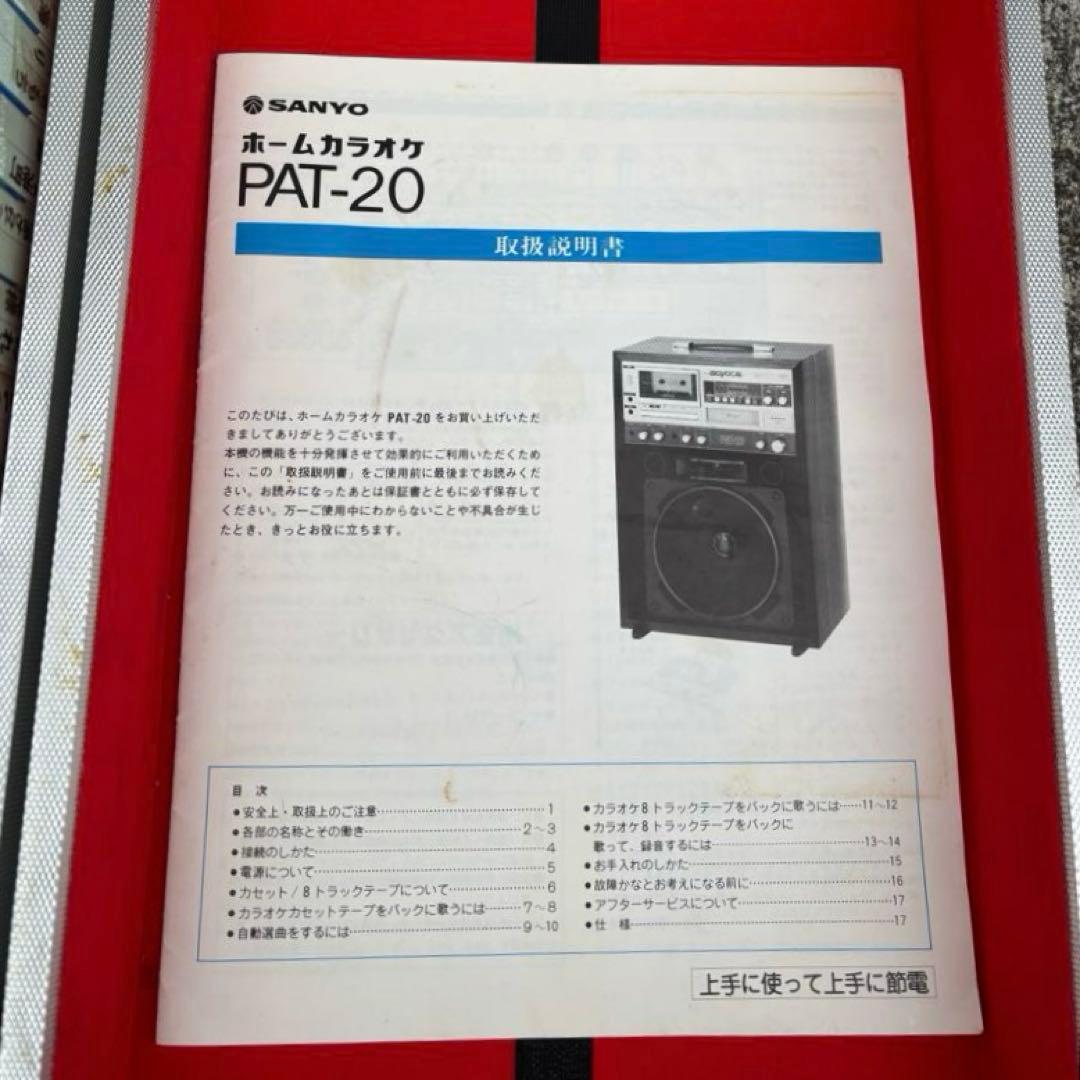 SANYO
ホームカラオケ
PAT-20
取扱説明書
このたびは、ホームカラオケ PAT-20 をお買い上げいただ
きましてありがとうございます。
本機の機能を十分発揮させて効果的にご利用いただくため
に、この「取扱説明書」をご使用前に最後までお読みくだ
さい。お読みになったあとは保証書とともに必ず保存して
ください。万一ご使用中にわからないことや不具合が生じ
たとき、きっとお役に立ちます。
目 次
●安全上・取扱上のご注意……1
●各部の名称とその働き……2~3
●接続のしかた……4
●電源について……5
●カセット/8トラックテープについて……6
●カラオケカセットテープをバックに歌うには……7~8
●自動選曲をするには……9~10
●カラオケ8トラックテープをバックに歌うには……11~12
●カラオケ8トラックテープをバックに
歌って、録音するには……13~14
●お手入れのしかた……15
●故障かなとお考えになる前に……16
●アフターサービスについて……17
●仕 様……17
上手に使って上手に節電